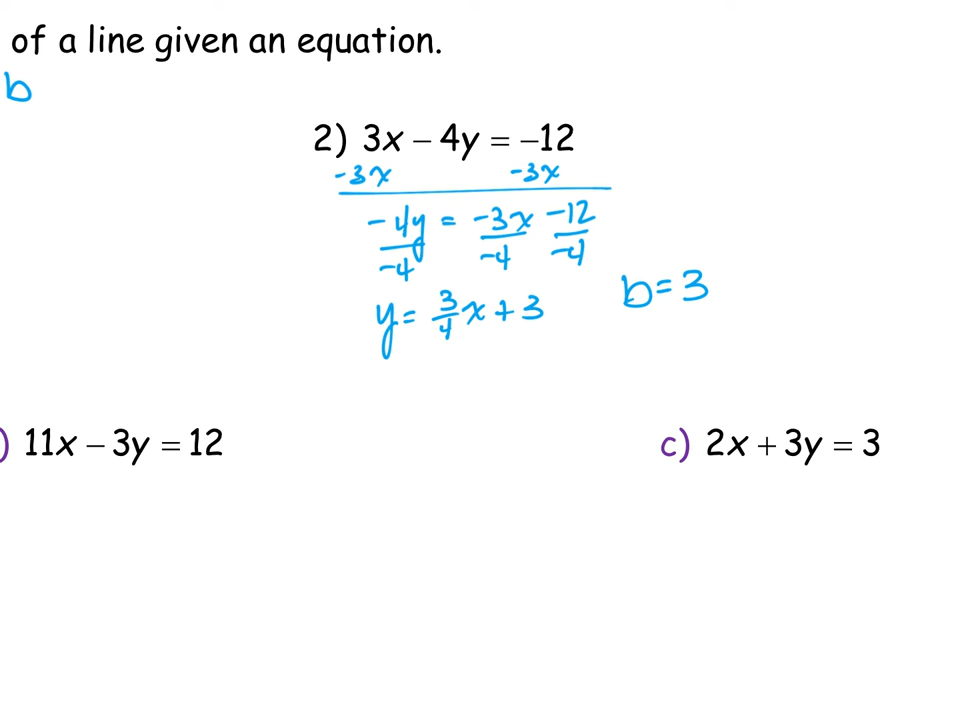 of a line given an equation.
b
2) 3x − 4y = −12
-3x -3x
-4y/-4 = -3x/-4 -12/-4
y = 3/4x + 3
b = 3
) 11x − 3y = 12
c) 2x + 3y = 3